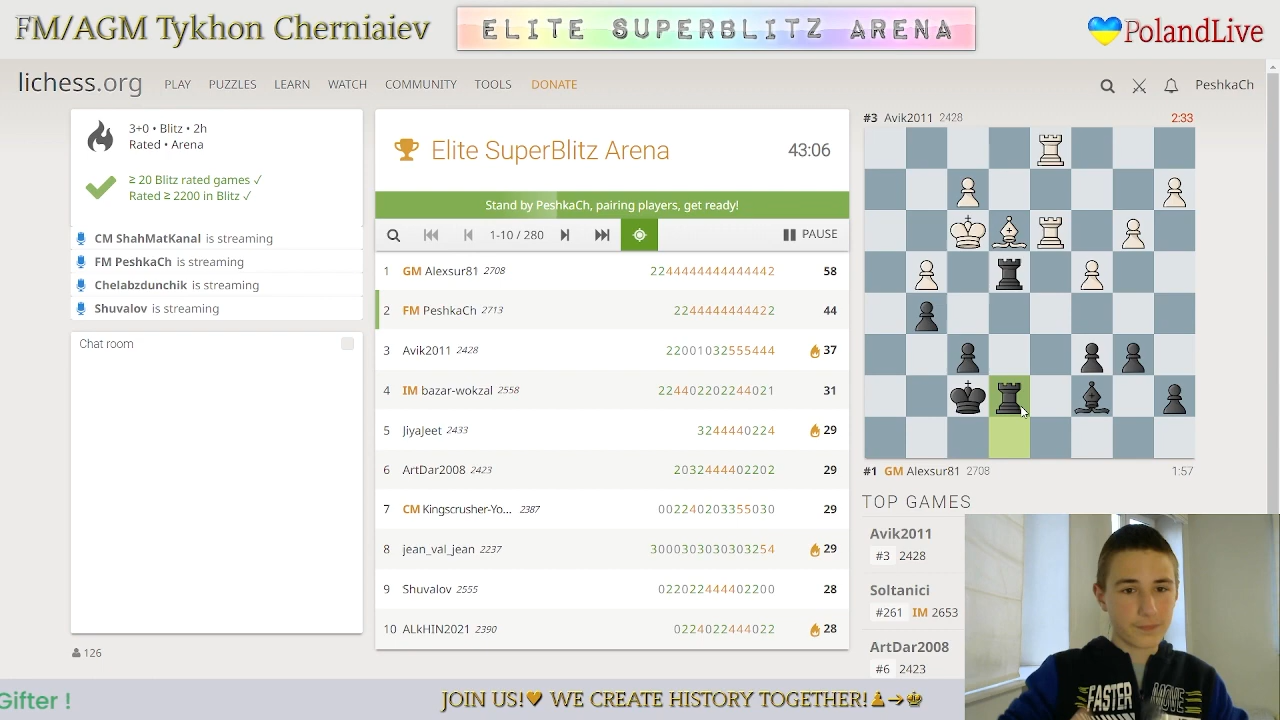 FM/AGM Tykhon Cherniaiev
ELITE SUPERBLITZ ARENA
PolandLive
lichess.org PLAY PUZZLES LEARN WATCH COMMUNITY TOOLS DONATE PeshkaCh
3+0 • Blitz • 2h
Rated • Arena
≥ 20 Blitz rated games ✓
Rated ≥ 2200 in Blitz ✓
CM ShahMatKanal is streaming
FM PeshkaCh is streaming
Chelabzdunchik is streaming
Shuvalov is streaming
Chat room
126
Elite SuperBlitz Arena 43:06
Stand by PeshkaCh, pairing players, get ready!
1-10 / 280 PAUSE
1 GM Alexsur81 2708 224444444444442 58
2 FM PeshkaCh 2713 224444444422 44
3 Avik2011 2428 22001032555444 37
4 IM bazar-wokzal 2558 22440220224021 31
5 JiyaJeet 2433 3244440224 29
6 ArtDar2008 2423 2032444402202 29
7 CM Kingscrusher-Yo... 2387 0022402033055030 29
8 jean_val_jean 2237 3000303030303254 29
9 Shuvalov 2555 022022444402200 28
10 ALkHIN2021 2390 0224022444022 28
#3 Avik2011 2428 2:33
#1 GM Alexsur81 2708 1:57
TOP GAMES
Avik2011
#3 2428
Soltanici
#261 IM 2653
ArtDar2008
#6 2423
FASTER MOVE
Gifter !
JOIN US! WE CREATE HISTORY TOGETHER!